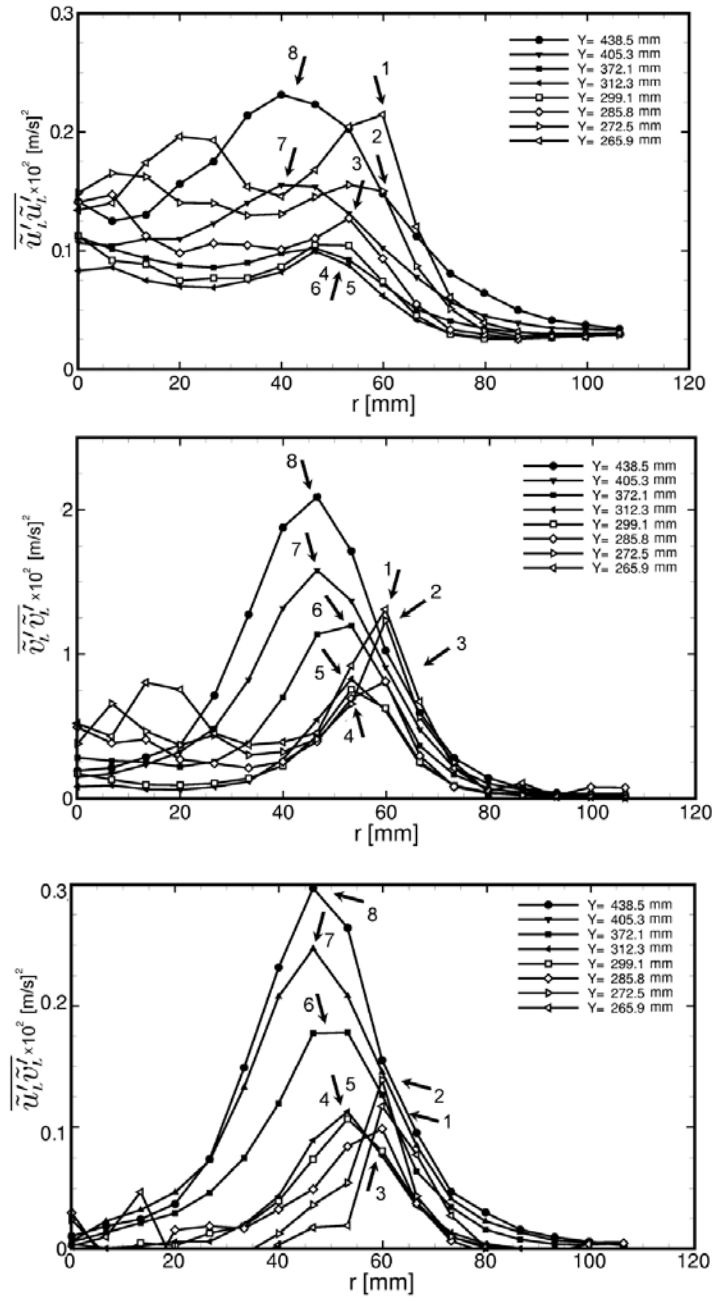 0.3
0.2
0.1
0
ũ′L ũ′L ×10² [m/s]²
8
1
7
2
3
4
5
6
Y= 438.5 mm
Y= 405.3 mm
Y= 372.1 mm
Y= 312.3 mm
Y= 299.1 mm
Y= 285.8 mm
Y= 272.5 mm
Y= 265.9 mm
0 20 40 60 80 100 120
r [mm]
2
1
0
ṽ′L ṽ′L ×10² [m/s]²
8
7
1
2
6
3
5
4
Y= 438.5 mm
Y= 405.3 mm
Y= 372.1 mm
Y= 312.3 mm
Y= 299.1 mm
Y= 285.8 mm
Y= 272.5 mm
Y= 265.9 mm
0 20 40 60 80 100 120
r [mm]
0.3
0.2
0.1
0
ũ′L ṽ′L ×10² [m/s]²
8
7
6
5
4
2
1
3
Y= 438.5 mm
Y= 405.3 mm
Y= 372.1 mm
Y= 312.3 mm
Y= 299.1 mm
Y= 285.8 mm
Y= 272.5 mm
Y= 265.9 mm
0 20 40 60 80 100 120
r [mm]